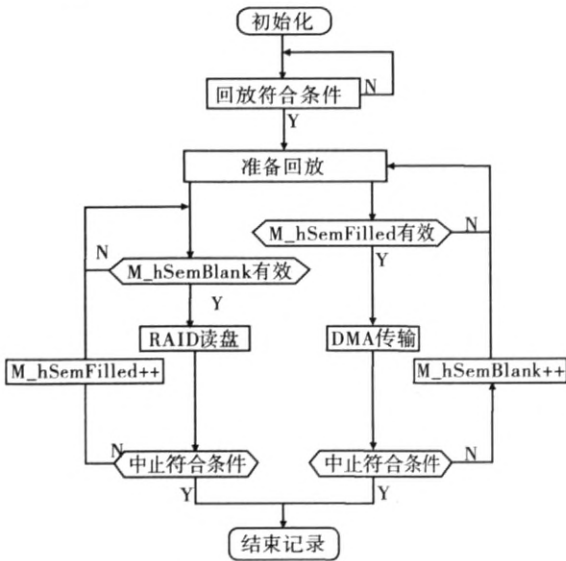 初始化
回放符合条件
N
Y
准备回放
M_hSemFilled有效
N
N
M_hSemBlank有效
Y
Y
RAID读盘
DMA传输
M_hSemFilled++
M_hSemBlank++
N
中止符合条件
中止符合条件
N
Y
Y
结束记录